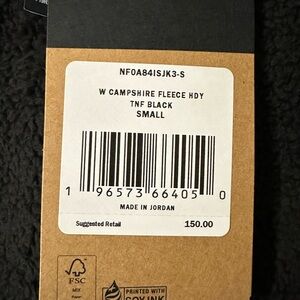 NF0A84ISJK3-S
W CAMPSHIRE FLEECE HDY
TNF BLACK
SMALL
1 96573 66405 0
MADE IN JORDAN
Suggested Retail 150.00
FSC
MIX
PRINTED WITH
SOY INK